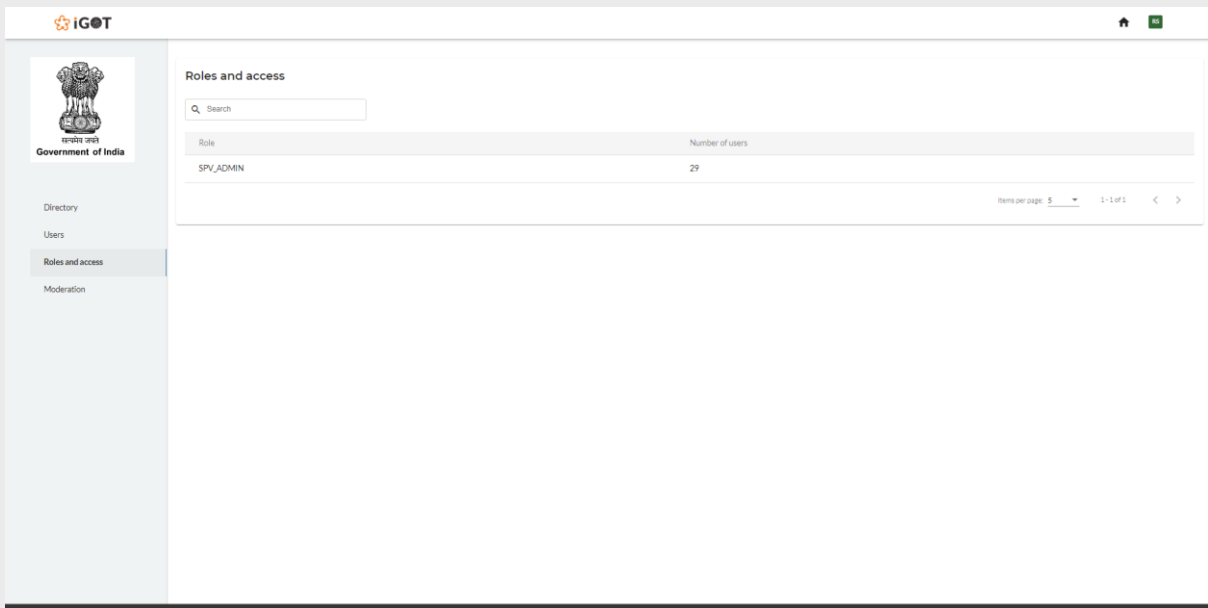 iGOT
RS
सत्यमेव जयते
Government of India
Directory
Users
Roles and access
Moderation
Roles and access
Search
Role Number of users
SPV_ADMIN 29
Items per page: 5 1 - 1 of 1